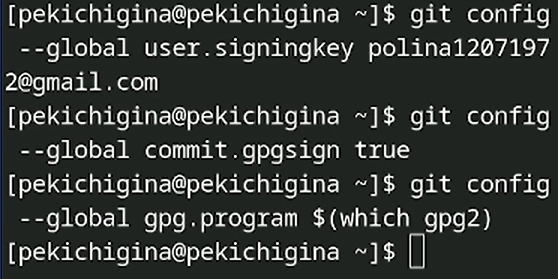 [pekichigina@pekichigina ~]$ git config
 --global user.signingkey polina1207197
2@gmail.com
[pekichigina@pekichigina ~]$ git config
 --global commit.gpgsign true
[pekichigina@pekichigina ~]$ git config
 --global gpg.program $(which gpg2)
[pekichigina@pekichigina ~]$